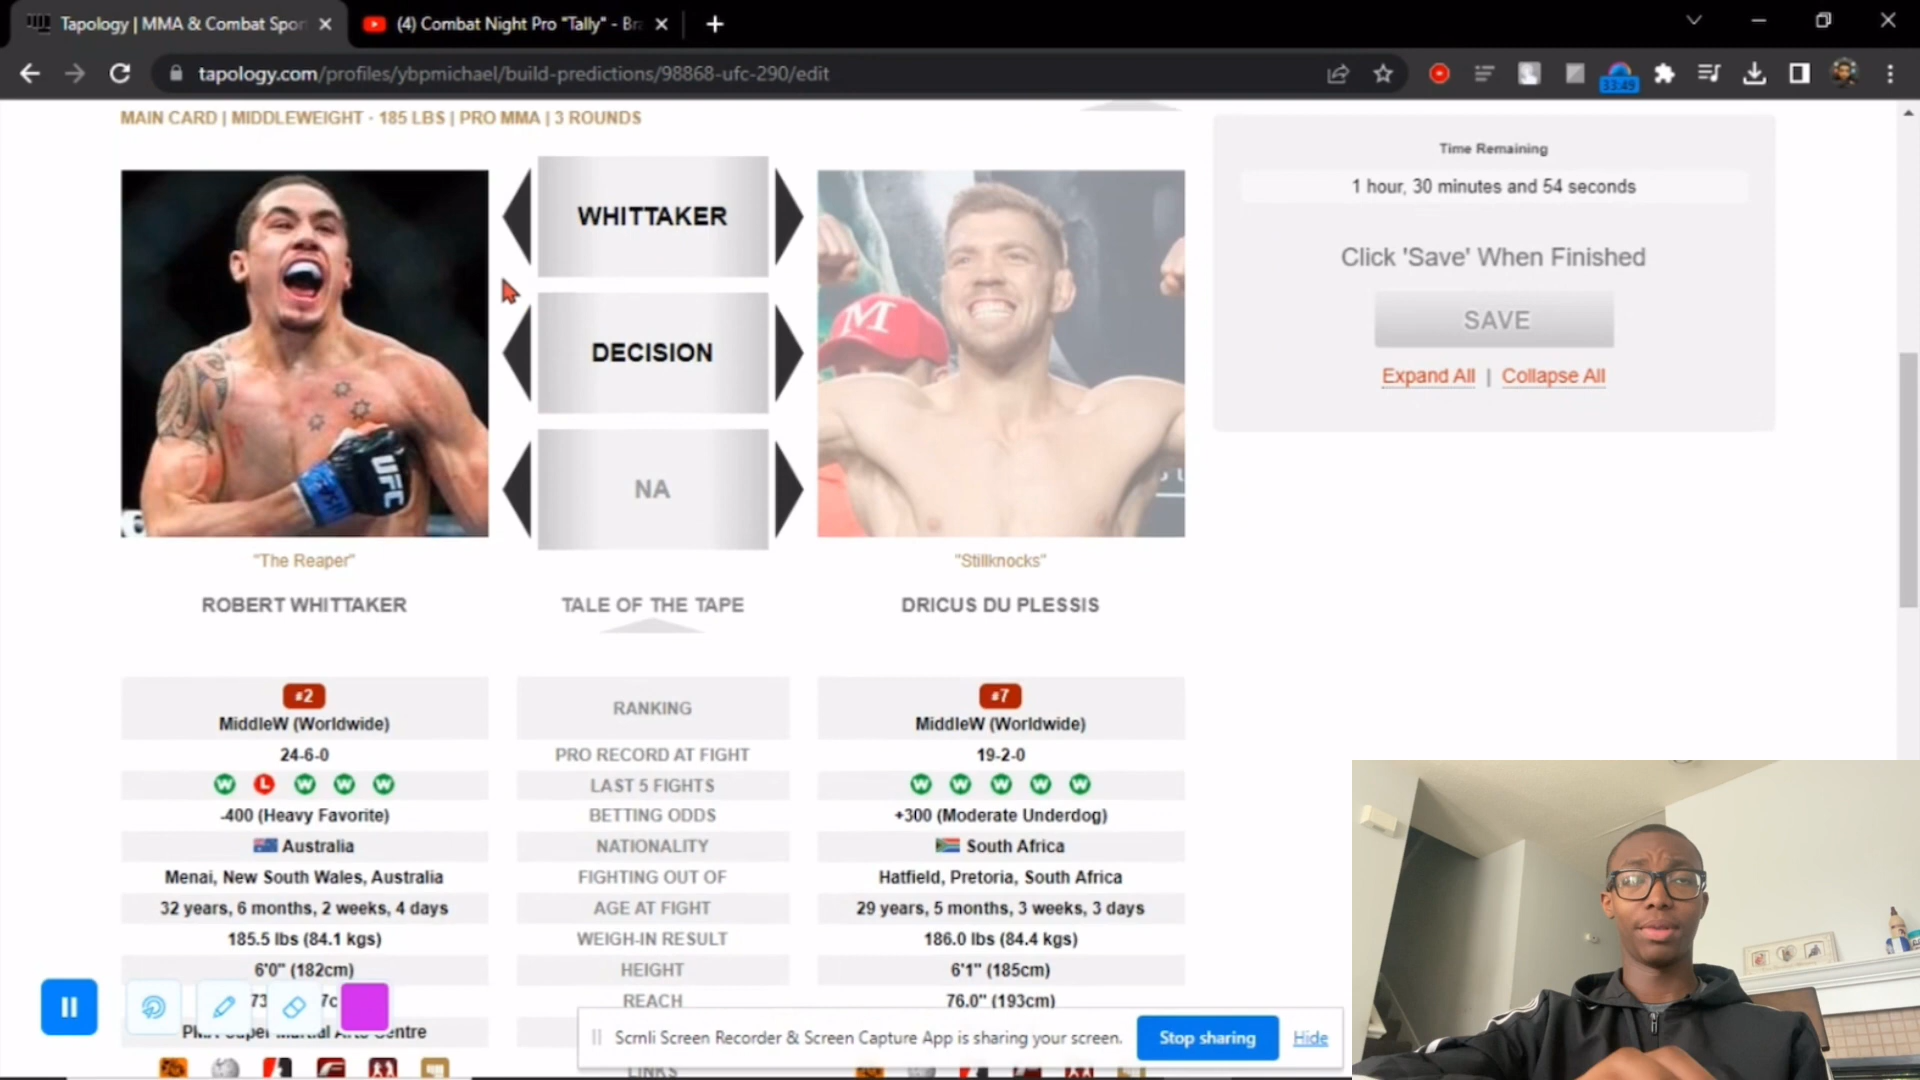 Tapology | MMA & Combat Spor
(4) Combat Night Pro "Tally" - Bra
tapology.com/profiles/ybpmichael/build-predictions/98868-ufc-290/edit
33:49
MAIN CARD | MIDDLEWEIGHT · 185 LBS | PRO MMA | 3 ROUNDS
Time Remaining
1 hour, 30 minutes and 54 seconds
Click 'Save' When Finished
SAVE
Expand All | Collapse All
WHITTAKER
DECISION
NA
UFC
M
"The Reaper"
"Stillknocks"
ROBERT WHITTAKER
TALE OF THE TAPE
DRICUS DU PLESSIS
#2
RANKING
#7
MiddleW (Worldwide)
MiddleW (Worldwide)
24-6-0
PRO RECORD AT FIGHT
19-2-0
W L W W W
LAST 5 FIGHTS
W W W W W
-400 (Heavy Favorite)
BETTING ODDS
+300 (Moderate Underdog)
Australia
NATIONALITY
South Africa
Menai, New South Wales, Australia
FIGHTING OUT OF
Hatfield, Pretoria, South Africa
32 years, 6 months, 2 weeks, 4 days
AGE AT FIGHT
29 years, 5 months, 3 weeks, 3 days
185.5 lbs (84.1 kgs)
WEIGH-IN RESULT
186.0 lbs (84.4 kgs)
6'0" (182cm)
HEIGHT
6'1" (185cm)
73
REACH
76.0" (193cm)
LINKS
Scrnli Screen Recorder & Screen Capture App is sharing your screen.
Stop sharing
Hide